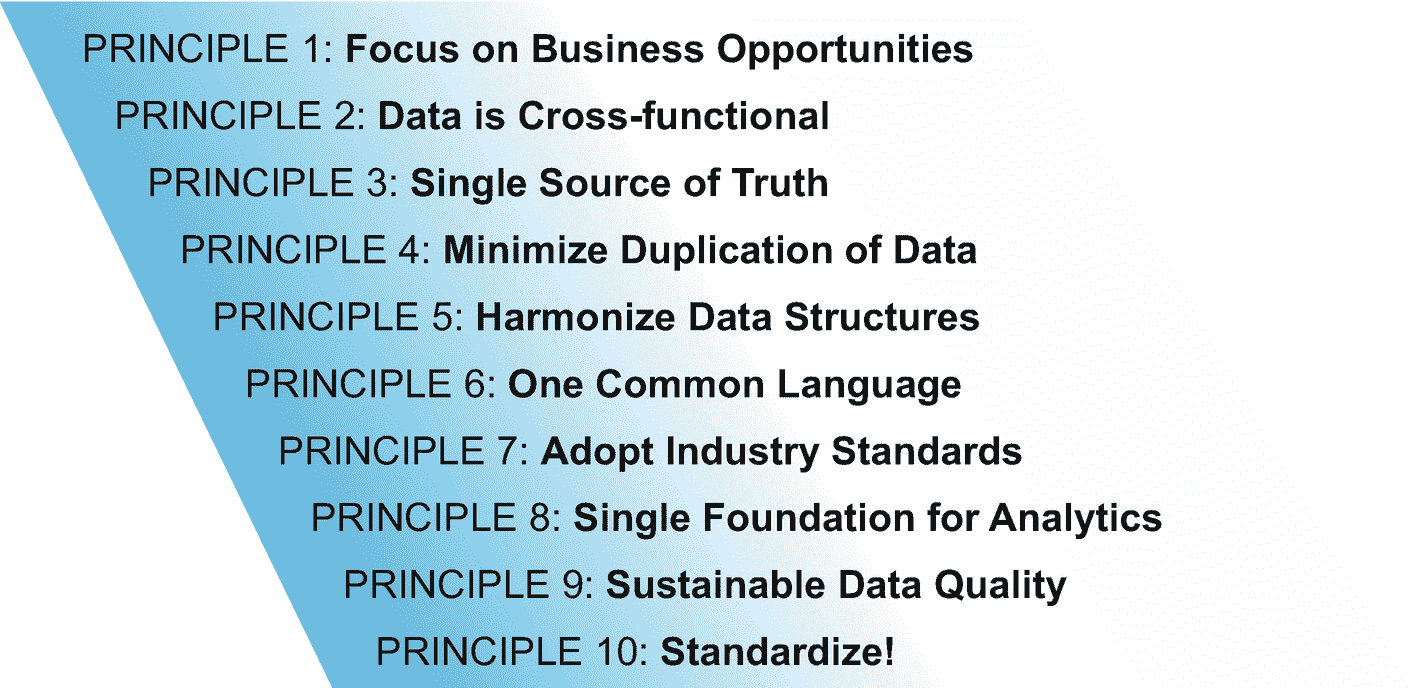 PRINCIPLE 1: Focus on Business Opportunities
PRINCIPLE 2: Data is Cross-functional
PRINCIPLE 3: Single Source of Truth
PRINCIPLE 4: Minimize Duplication of Data
PRINCIPLE 5: Harmonize Data Structures
PRINCIPLE 6: One Common Language
PRINCIPLE 7: Adopt Industry Standards
PRINCIPLE 8: Single Foundation for Analytics
PRINCIPLE 9: Sustainable Data Quality
PRINCIPLE 10: Standardize!